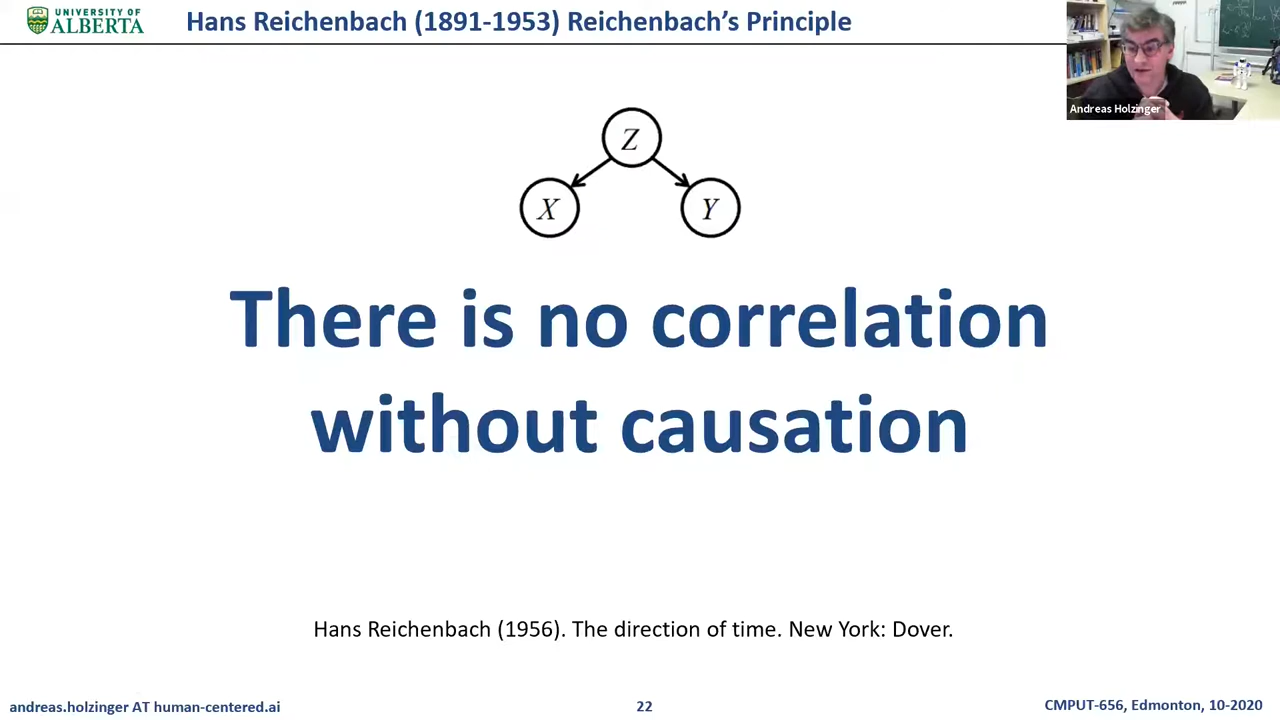 UNIVERSITY OF
ALBERTA
Hans Reichenbach (1891-1953) Reichenbach's Principle
Andreas Holzinger
Z
X
Y
There is no correlation
without causation
Hans Reichenbach (1956). The direction of time. New York: Dover.
andreas.holzinger AT human-centered.ai
22
CMPUT-656, Edmonton, 10-2020